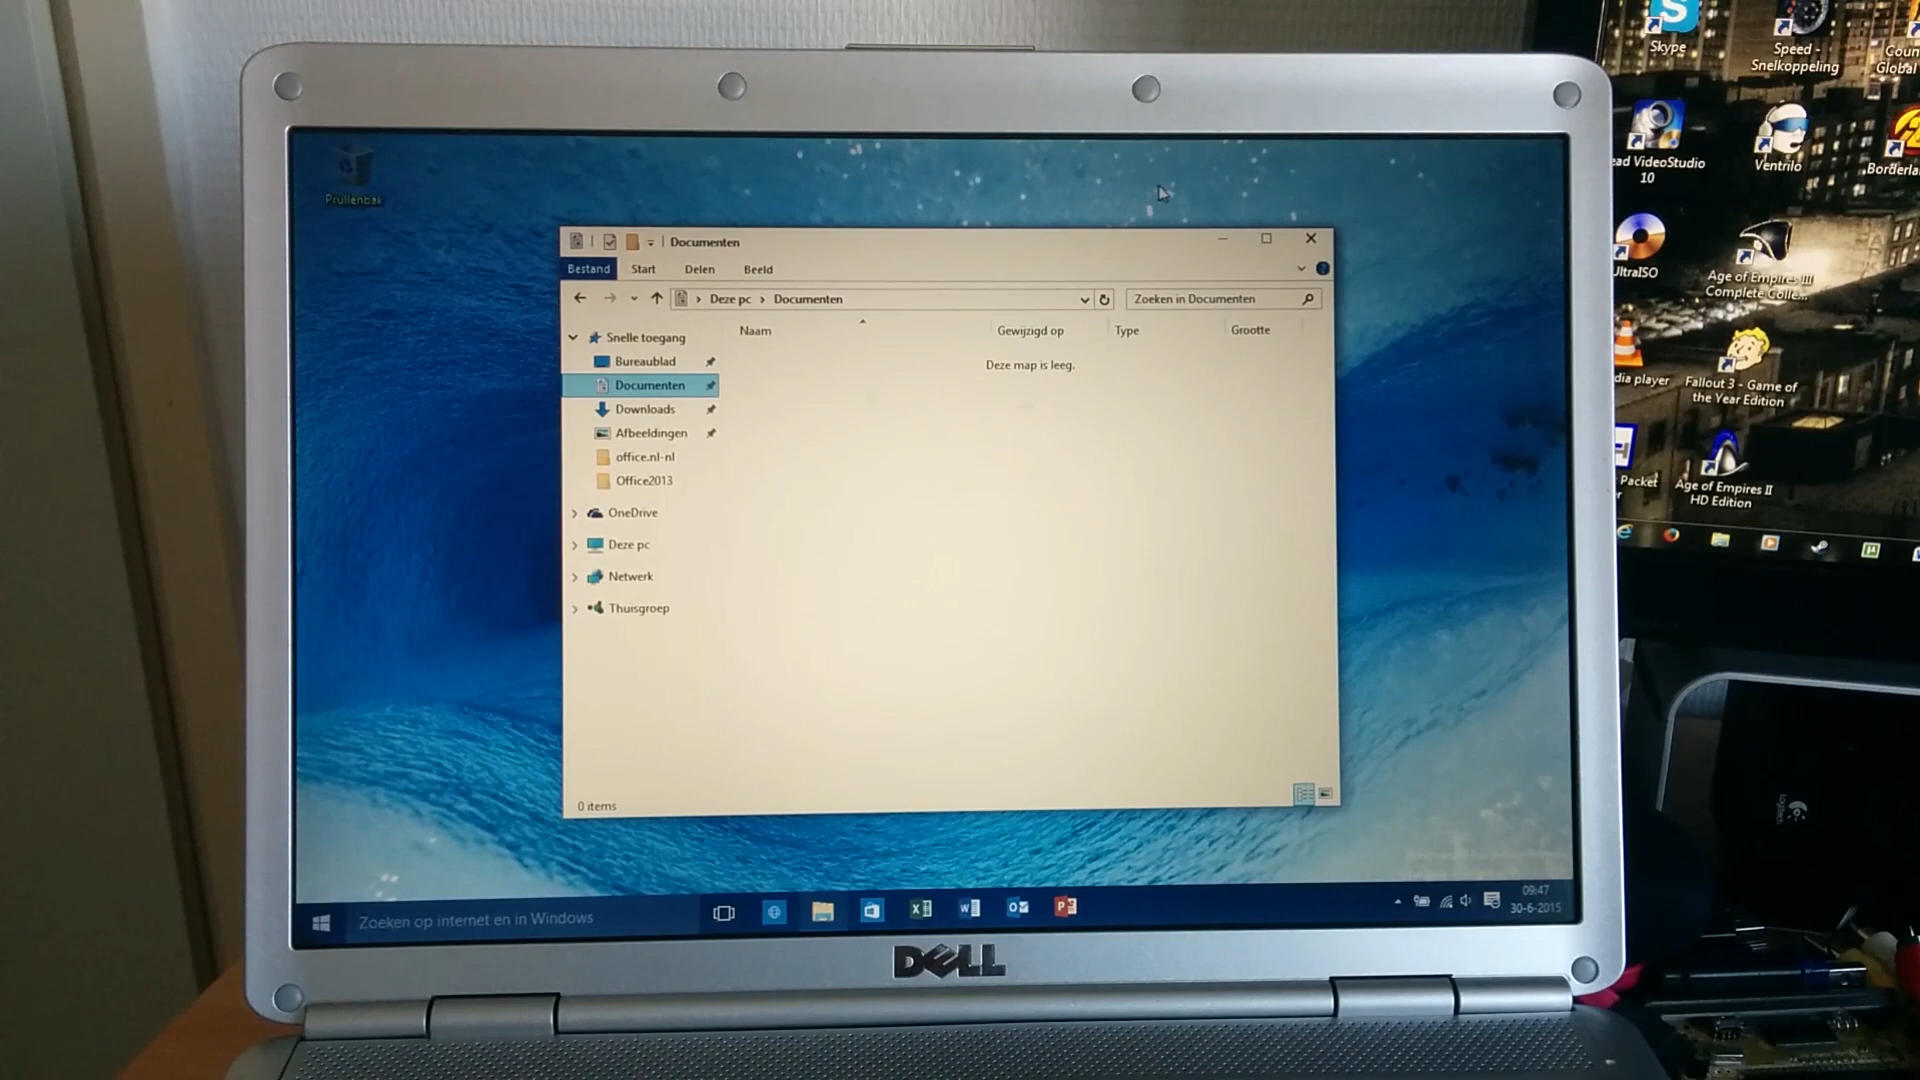 Prullenbak
Documenten
Bestand
Start
Delen
Beeld
Deze pc
Documenten
Zoeken in Documenten
Naam
Gewijzigd op
Type
Grootte
Deze map is leeg.
Snelle toegang
Bureaublad
Documenten
Downloads
Afbeeldingen
office.nl-nl
Office2013
OneDrive
Deze pc
Netwerk
Thuisgroep
0 items
Zoeken op internet en in Windows
09:47
30-6-2015
DELL
Skype
Speed -
Snelkoppeling
Global
VideoStudio
10
Ventrilo
UltraISO
Age of Empires III
Complete Colle...
player
Fallout 3 - Game of
the Year Edition
Packet
Age of Empires II
HD Edition
Logitech